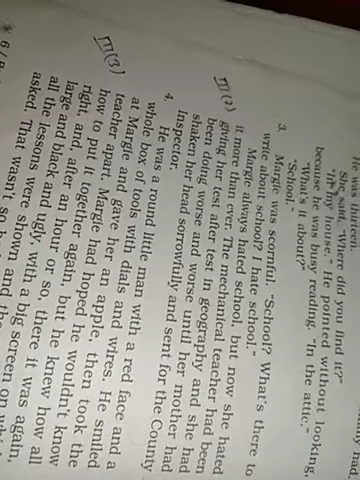 He was thirteen.
She said, "Where did you find it?"
my house." He pointed without looking,
because he was busy reading. "In the attic."
"What's it about?"
"School."
3. Margie was scornful. "School? What's there to
write about school? I hate school."
Margie always hated school, but now she hated
it more than ever. The mechanical teacher had been
giving her test after test in geography and she had
been doing worse and worse until her mother had
shaken her head sorrowfully and sent for the County
Inspector.
4. He was a round little man with a red face and a
whole box of tools with dials and wires. He smiled
at Margie and gave her an apple, then took the
teacher apart. Margie had hoped he wouldn't know
how to put it together again, but he knew how all
right, and, after an hour or so, there it was again,
large and black and ugly, with a big screen on
all the lessons were shown and the
asked. That wasn't so